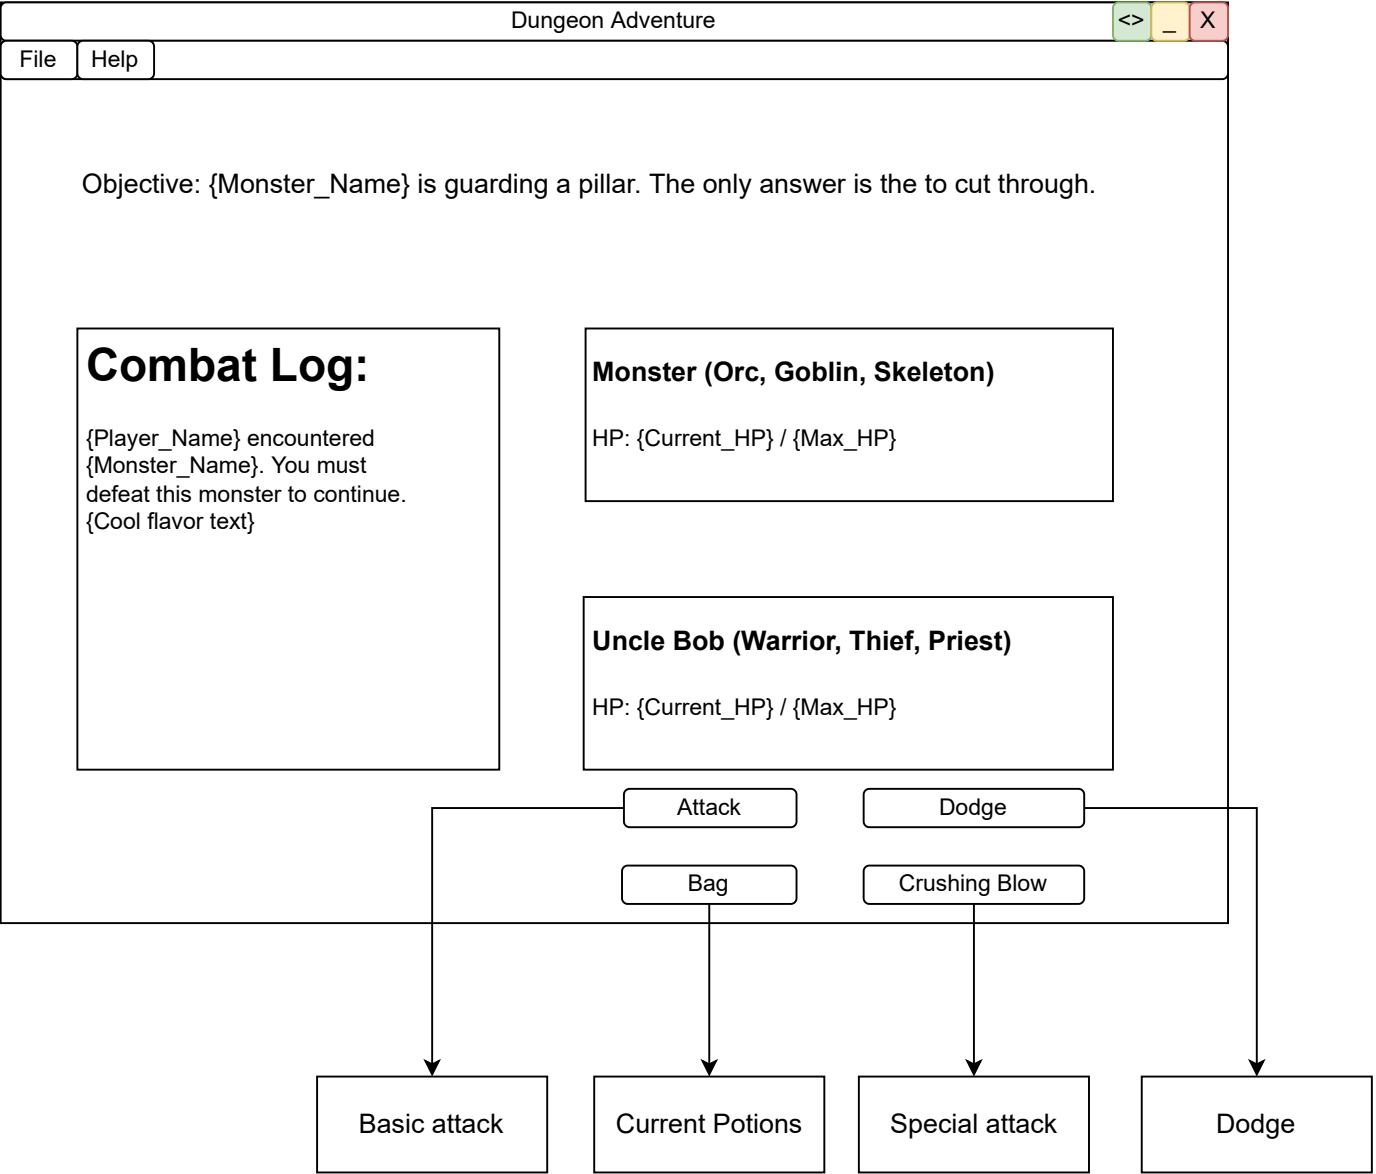 Dungeon Adventure
<> _ X
File Help
Objective: {Monster_Name} is guarding a pillar. The only answer is the to cut through.
Combat Log:
{Player_Name} encountered
{Monster_Name}. You must
defeat this monster to continue.
{Cool flavor text}
Monster (Orc, Goblin, Skeleton)
HP: {Current_HP} / {Max_HP}
Uncle Bob (Warrior, Thief, Priest)
HP: {Current_HP} / {Max_HP}
Attack
Dodge
Bag
Crushing Blow
Basic attack
Current Potions
Special attack
Dodge